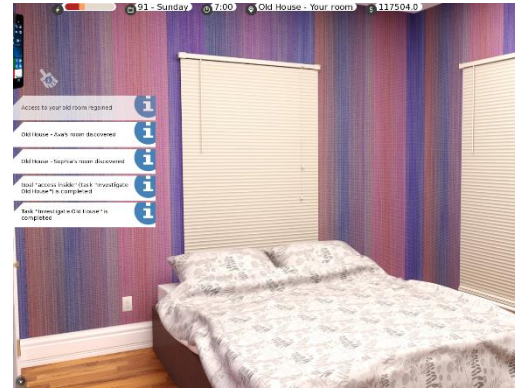 91 - Sunday
7:00
Old House - Your room
$ 117504.0
Access to your old room regained
Old House - Ava's room discovered
Old House - Sophia's room discovered
Goal "access inside" (task "Investigate
Old House") is completed
Task "Investigate Old House" is
completed